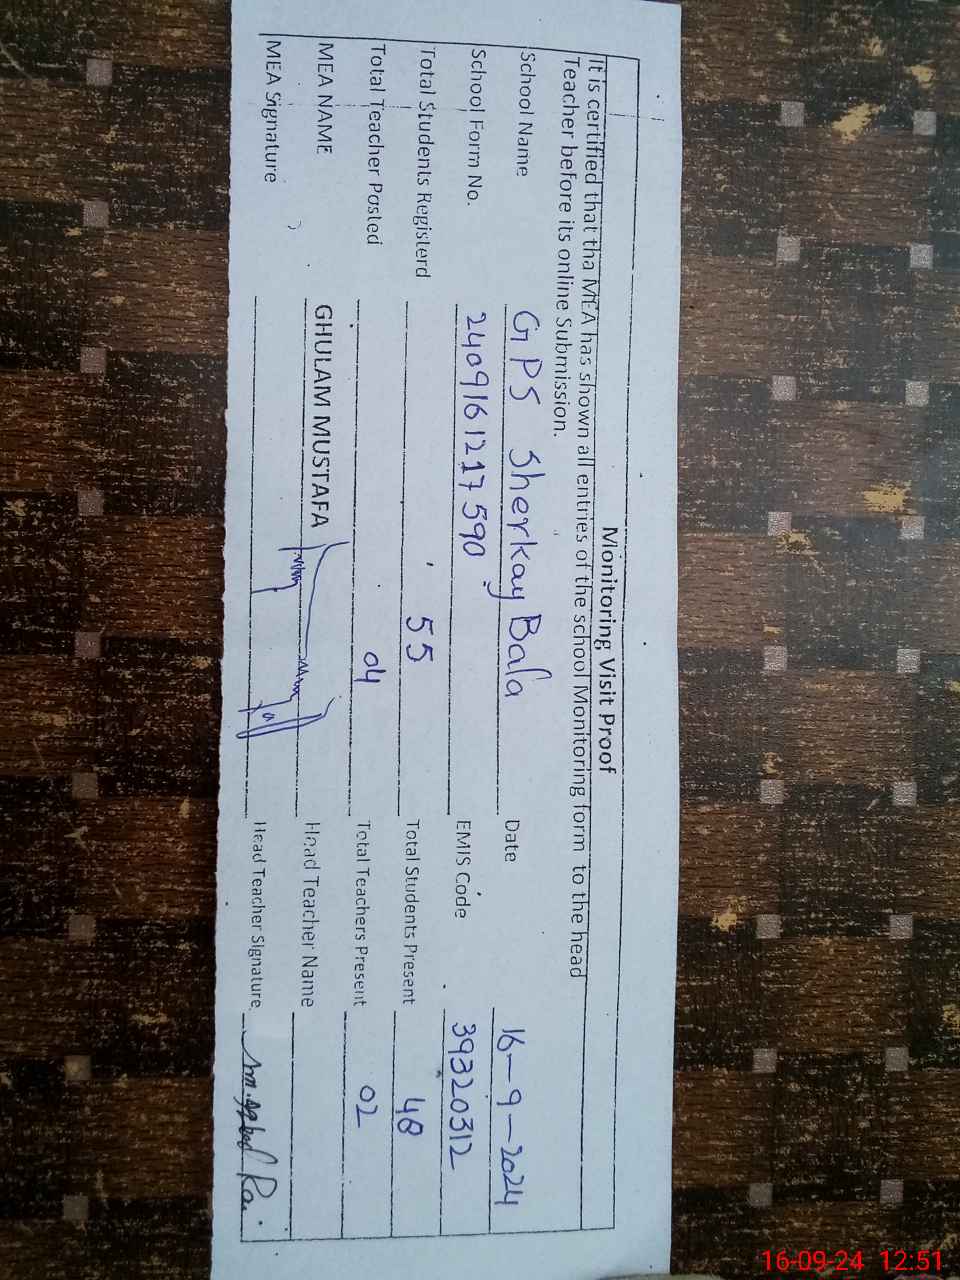 Monitoring Visit Proof
It is certified that tha MEA has shown all entries of the school Monitoring form to the head
Teacher before its online Submission.
School Name GPS Sherkay Bala Date 16-9-2024
School Form No. 2409161217590 EMIS Code 39320312
Total Students Registerd 55 Total Students Present 48
Total Teacher Posted 04 Total Teachers Present 02
MEA NAME GHULAM MUSTAFA Head Teacher Name
MEA Signature Head Teacher Signature
16-09-24 12:51